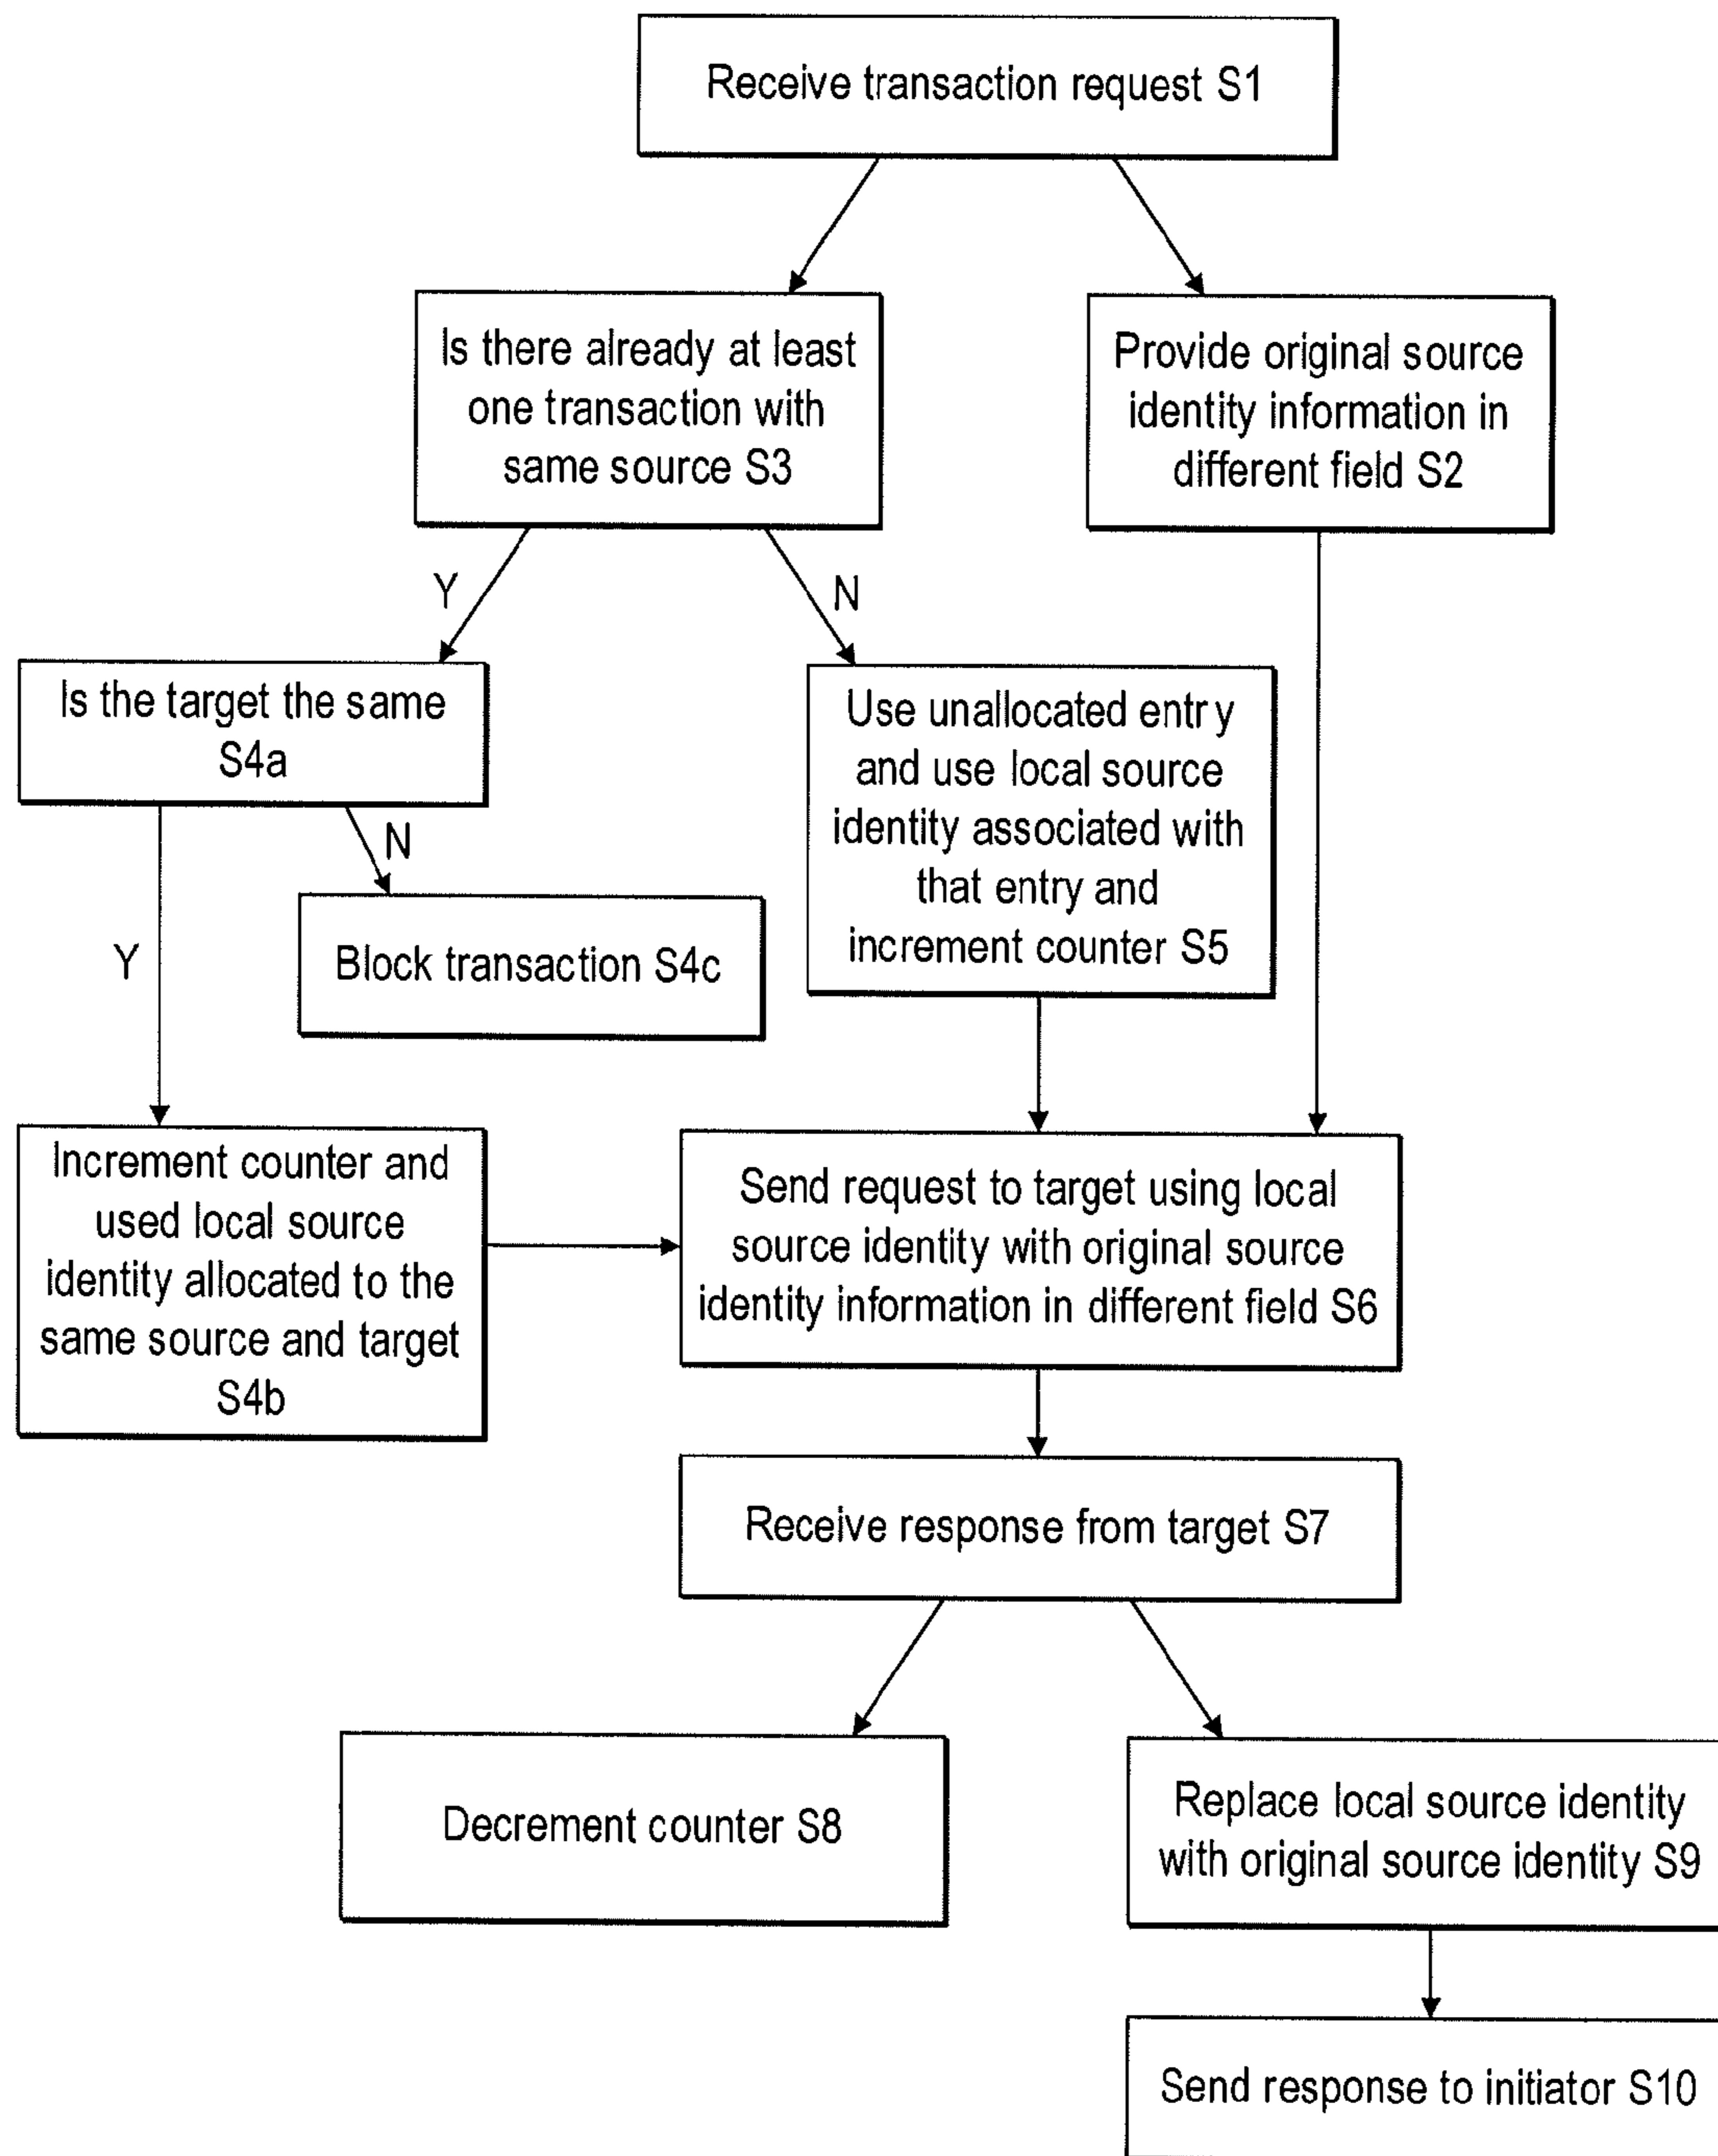 Receive transaction request S1
Is there already at least
one transaction with
same source S3
Provide original source
identity information in
different field S2
Y
N
Is the target the same
S4a
Use unallocated entry
and use local source
identity associated with
that entry and
increment counter S5
N
Y
Block transaction S4c
Increment counter and
used local source
identity allocated to the
same source and target
S4b
Send request to target using local
source identity with original source
identity information in different field S6
Receive response from target S7
Decrement counter S8
Replace local source identity
with original source identity S9
Send response to initiator S10